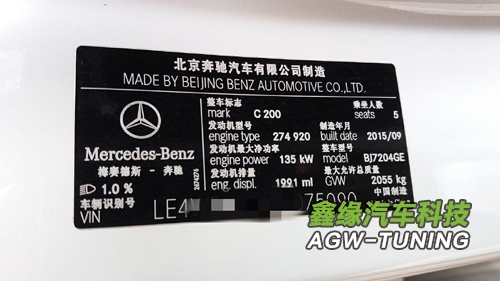 北京奔驰汽车有限公司制造
MADE BY BEIJING BENZ AUTOMOTIVE CO.,LTD.
整车标志 乘坐人数
mark C 200 seats 5
发动机型号 制造年月
engine type 274 920 built date 2015/09
发动机最大净功率 整车型号
engine power 135 kW model BJ7204GE
发动机排量 最大允许总质量
eng. displ. 1991 ml GVW 2055 kg
Mercedes-Benz
梅赛德斯 - 奔驰
1.0 %
中国制造
车辆识别号
VIN LE4
鑫缘汽车科技
AGW-TUNING